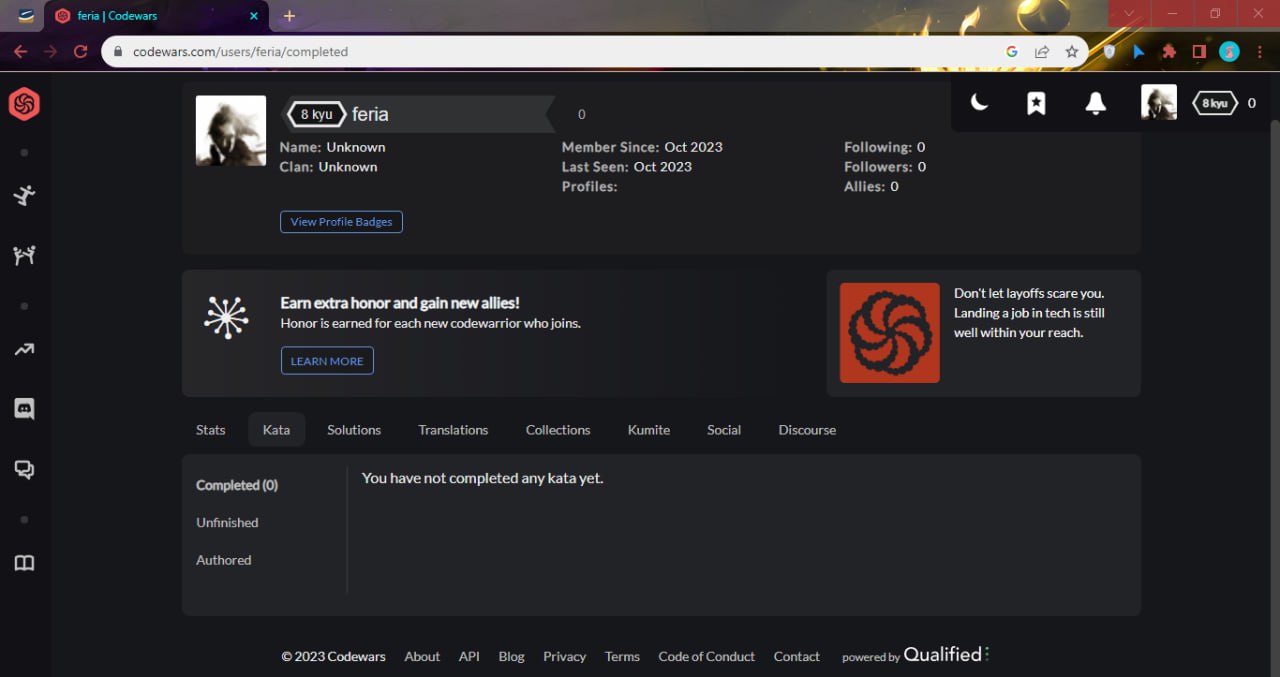 feria | Codewars
codewars.com/users/feria/completed
8 kyu feria 0
8 kyu 0
Name: Unknown
Clan: Unknown
Member Since: Oct 2023
Last Seen: Oct 2023
Profiles:
Following: 0
Followers: 0
Allies: 0
View Profile Badges
Earn extra honor and gain new allies!
Honor is earned for each new codewarrior who joins.
LEARN MORE
Don't let layoffs scare you.
Landing a job in tech is still
well within your reach.
Stats Kata Solutions Translations Collections Kumite Social Discourse
Completed (0)
Unfinished
Authored
You have not completed any kata yet.
© 2023 Codewars About API Blog Privacy Terms Code of Conduct Contact powered by Qualified